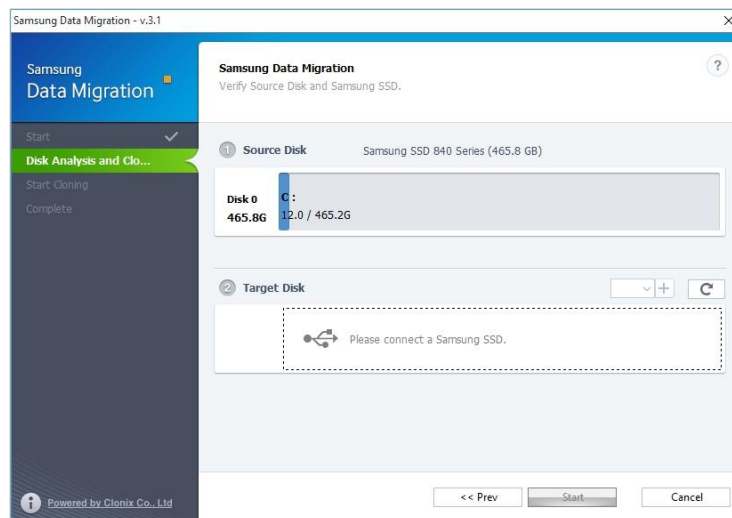 Samsung Data Migration - v.3.1
Samsung
Data Migration
Start
Disk Analysis and Clo...
Start Cloning
Complete
Powered by Clonix Co., Ltd
Samsung Data Migration
Verify Source Disk and Samsung SSD.
?
1 Source Disk Samsung SSD 840 Series (465.8 GB)
Disk 0
465.8G
C :
12.0 / 465.2G
2 Target Disk
Please connect a Samsung SSD.
<< Prev Start Cancel